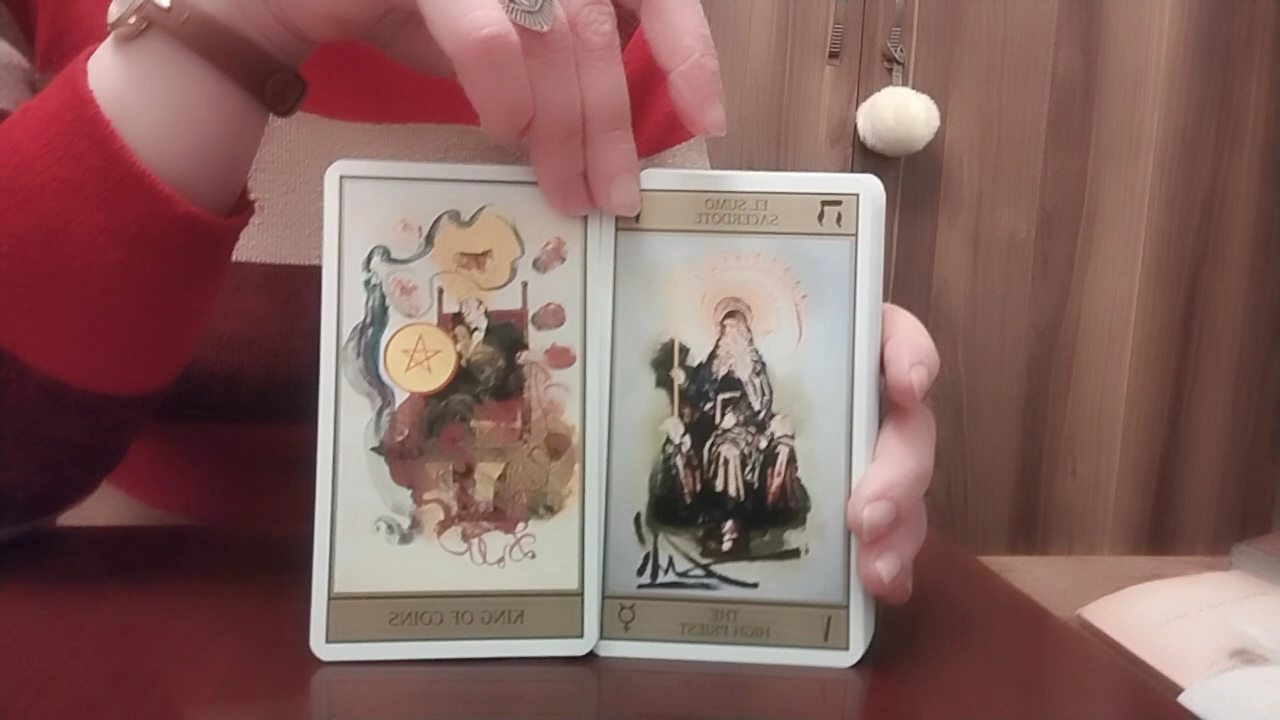 KING OF COINS
EL SUMO
SACERDOTE
ה
THE
HIGH PRIEST
V